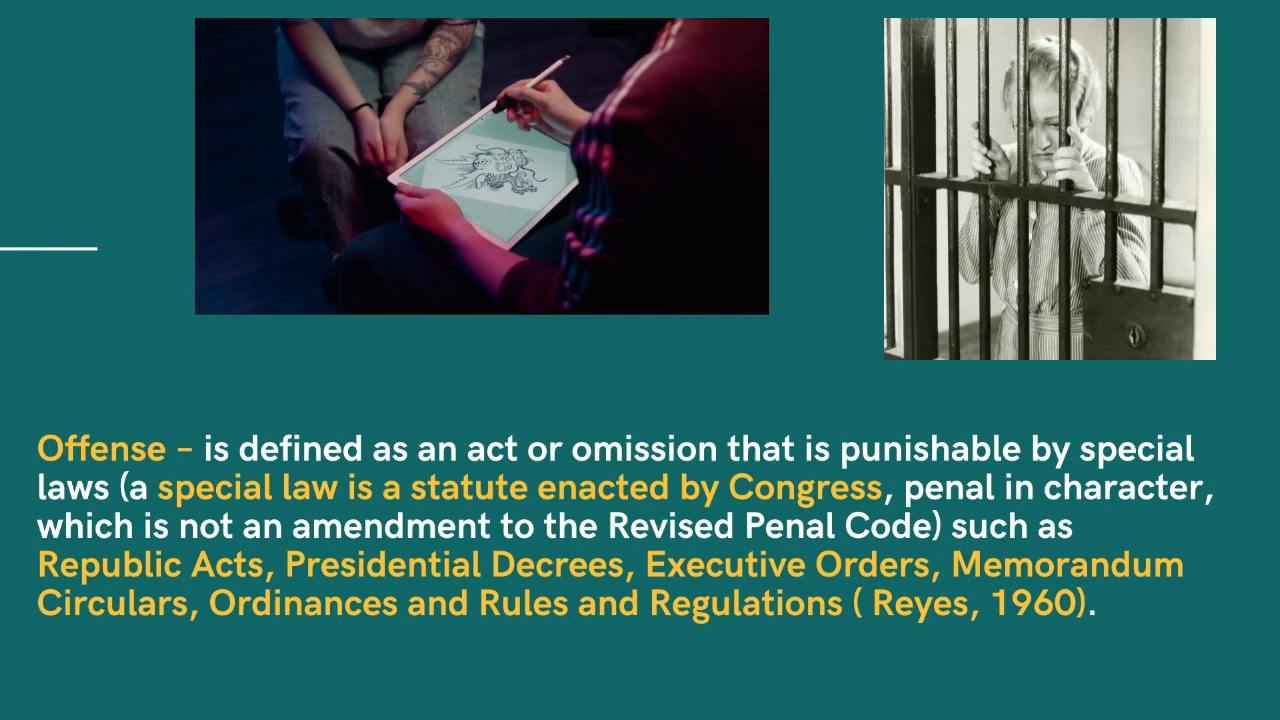 Offense – is defined as an act or omission that is punishable by special
laws (a special law is a statute enacted by Congress, penal in character,
which is not an amendment to the Revised Penal Code) such as
Republic Acts, Presidential Decrees, Executive Orders, Memorandum
Circulars, Ordinances and Rules and Regulations ( Reyes, 1960).